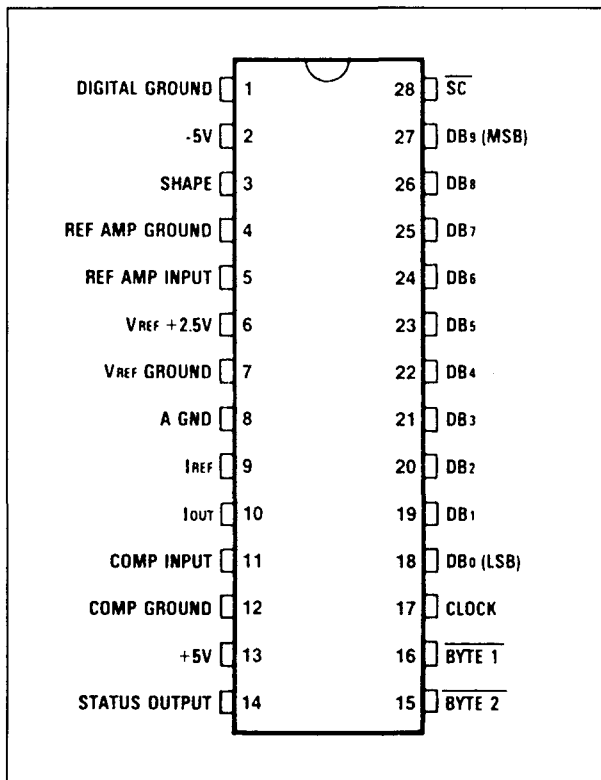 DIGITAL GROUND 1 28 SC
-5V 2 27 DB9 (MSB)
SHAPE 3 26 DB8
REF AMP GROUND 4 25 DB7
REF AMP INPUT 5 24 DB6
VREF +2.5V 6 23 DB5
VREF GROUND 7 22 DB4
A GND 8 21 DB3
IREF 9 20 DB2
IOUT 10 19 DB1
COMP INPUT 11 18 DB0 (LSB)
COMP GROUND 12 17 CLOCK
+5V 13 16 BYTE 1
STATUS OUTPUT 14 15 BYTE 2